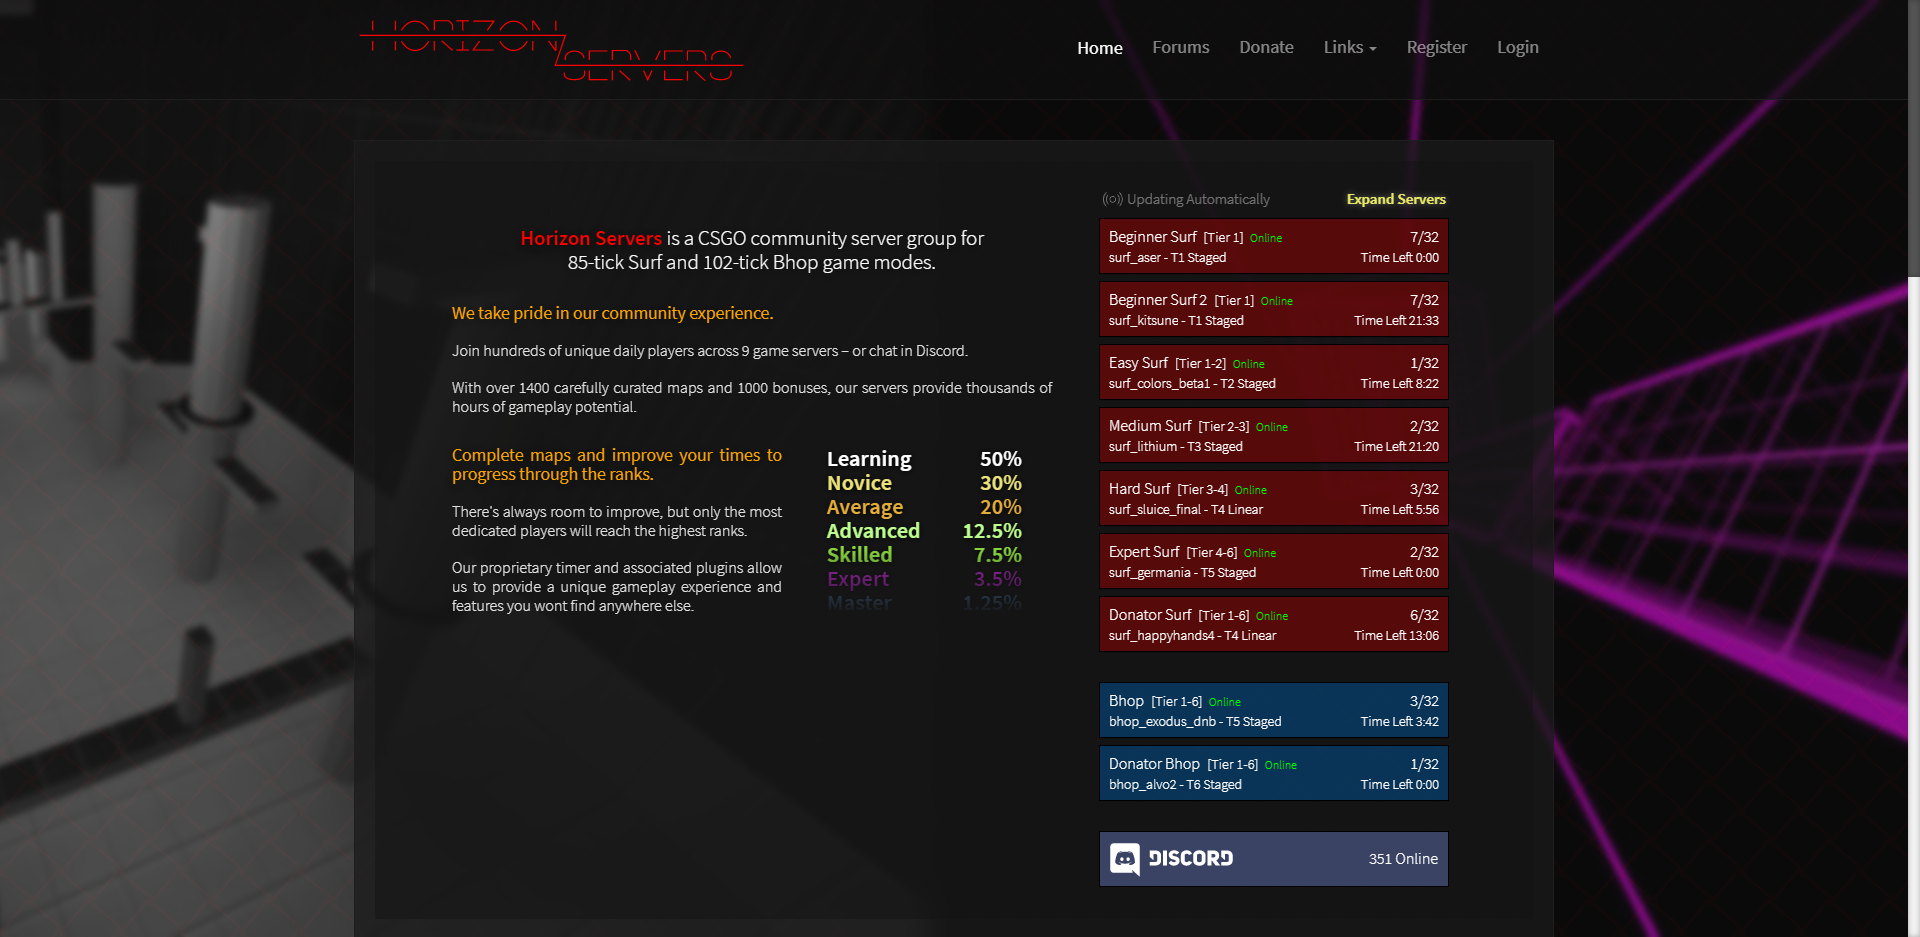 HORIZON
SERVERS
Home Forums Donate Links Register Login
Updating Automatically Expand Servers
Horizon Servers is a CSGO community server group for
85-tick Surf and 102-tick Bhop game modes.
We take pride in our community experience.
Join hundreds of unique daily players across 9 game servers – or chat in Discord.
With over 1400 carefully curated maps and 1000 bonuses, our servers provide thousands of
hours of gameplay potential.
Complete maps and improve your times to
progress through the ranks.
There's always room to improve, but only the most
dedicated players will reach the highest ranks.
Our proprietary timer and associated plugins allow
us to provide a unique gameplay experience and
features you wont find anywhere else.
Learning 50%
Novice 30%
Average 20%
Advanced 12.5%
Skilled 7.5%
Expert 3.5%
Master 1.25%
Beginner Surf [Tier 1] Online 7/32
surf_aser - T1 Staged Time Left 0:00
Beginner Surf 2 [Tier 1] Online 7/32
surf_kitsune - T1 Staged Time Left 21:33
Easy Surf [Tier 1-2] Online 1/32
surf_colors_beta1 - T2 Staged Time Left 8:22
Medium Surf [Tier 2-3] Online 2/32
surf_lithium - T3 Staged Time Left 21:20
Hard Surf [Tier 3-4] Online 3/32
surf_sluice_final - T4 Linear Time Left 5:56
Expert Surf [Tier 4-6] Online 2/32
surf_germania - T5 Staged Time Left 0:00
Donator Surf [Tier 1-6] Online 6/32
surf_happyhands4 - T4 Linear Time Left 13:06
Bhop [Tier 1-6] Online 3/32
bhop_exodus_dnb - T5 Staged Time Left 3:42
Donator Bhop [Tier 1-6] Online 1/32
bhop_alvo2 - T6 Staged Time Left 0:00
DISCORD 351 Online